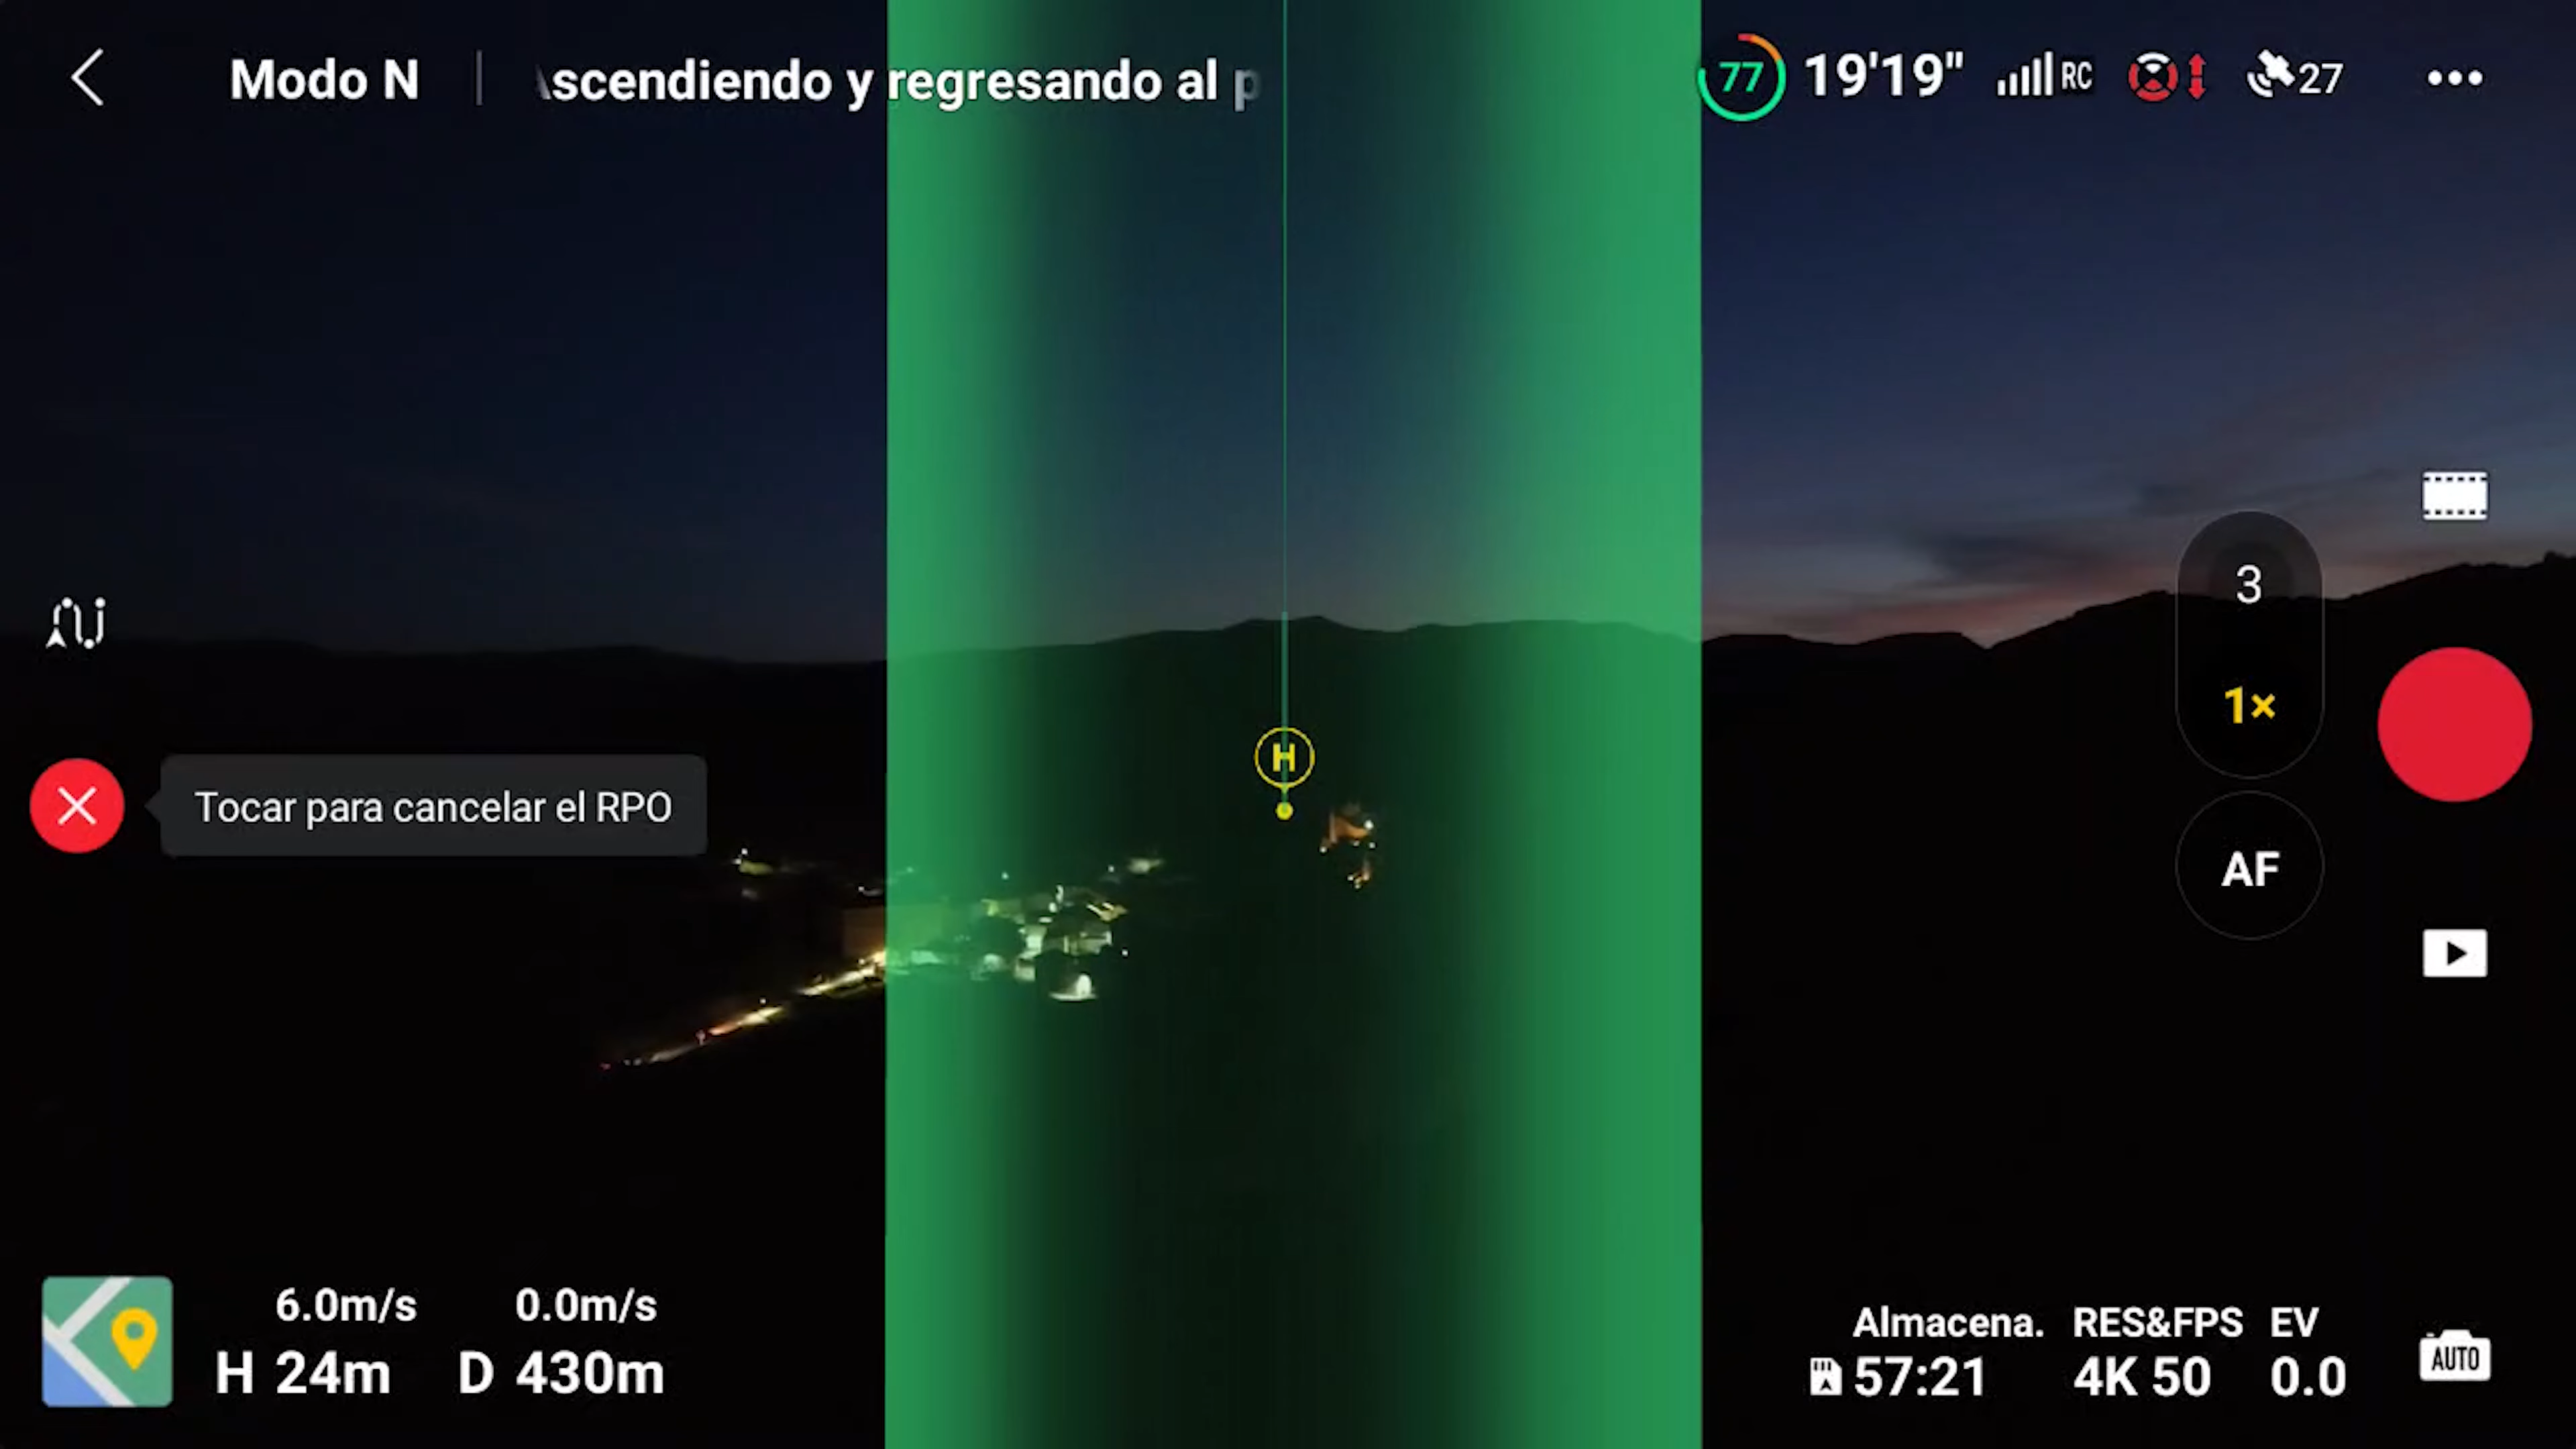 Modo N
scendiendo y regresando al p
77
19'19"
RC
27
3
1×
H
Tocar para cancelar el RPO
AF
6.0m/s 0.0m/s
H 24m D 430m
Almacena. RES&FPS EV
57:21 4K 50 0.0
AUTO